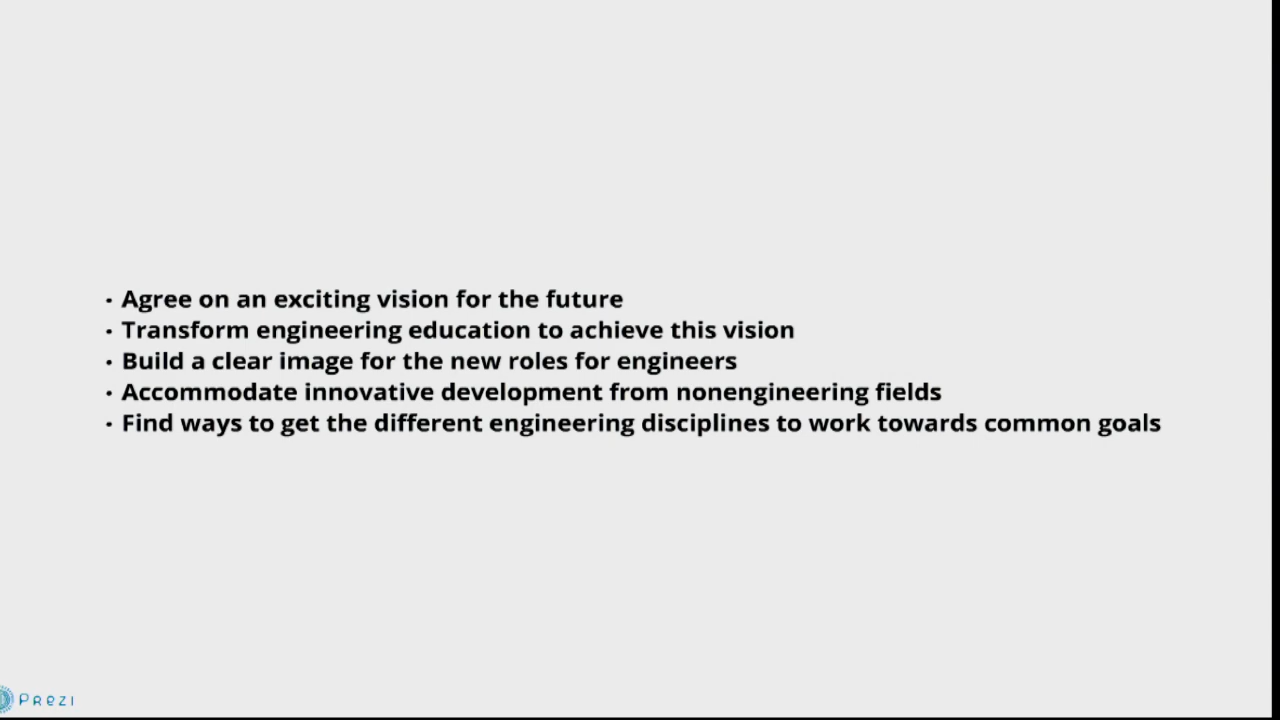 · Agree on an exciting vision for the future
· Transform engineering education to achieve this vision
· Build a clear image for the new roles for engineers
· Accommodate innovative development from nonengineering fields
· Find ways to get the different engineering disciplines to work towards common goals
Prezi